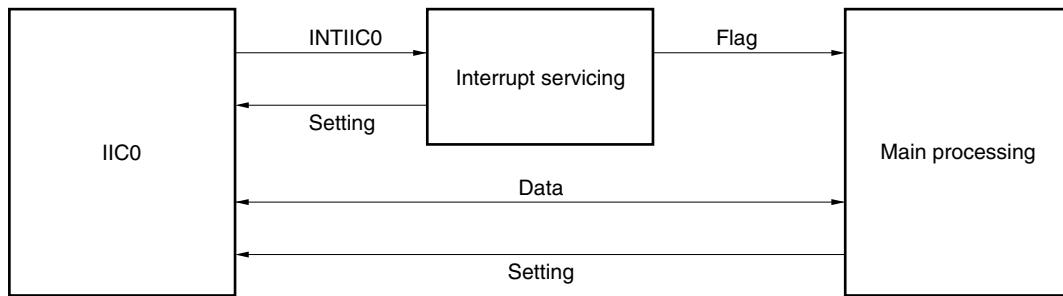 INTIIC0
Flag
Interrupt servicing
Setting
IIC0
Main processing
Data
Setting